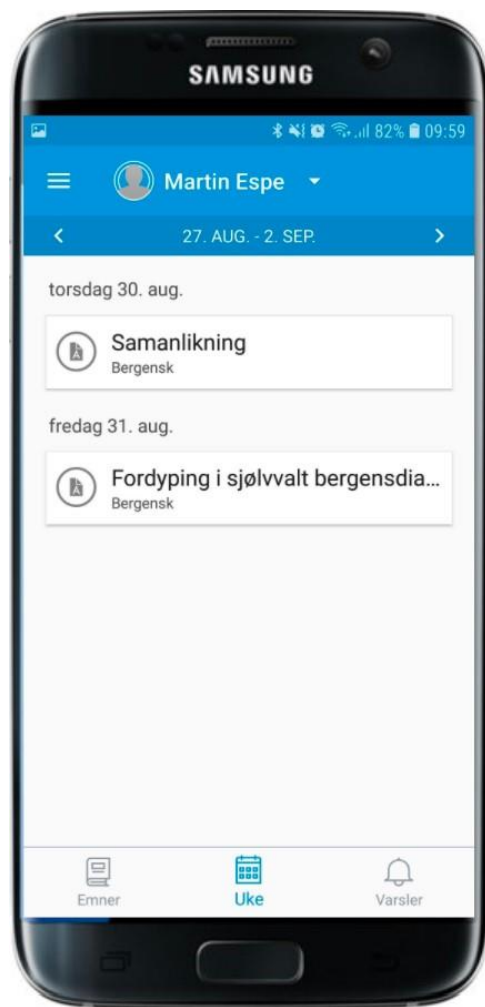 SAMSUNG
82% 09:59
Martin Espe
27. AUG. - 2. SEP.
torsdag 30. aug.
Samanlikning
Bergensk
fredag 31. aug.
Fordyping i sjølvvalt bergensdia...
Bergensk
Emner
Uke
Varsler